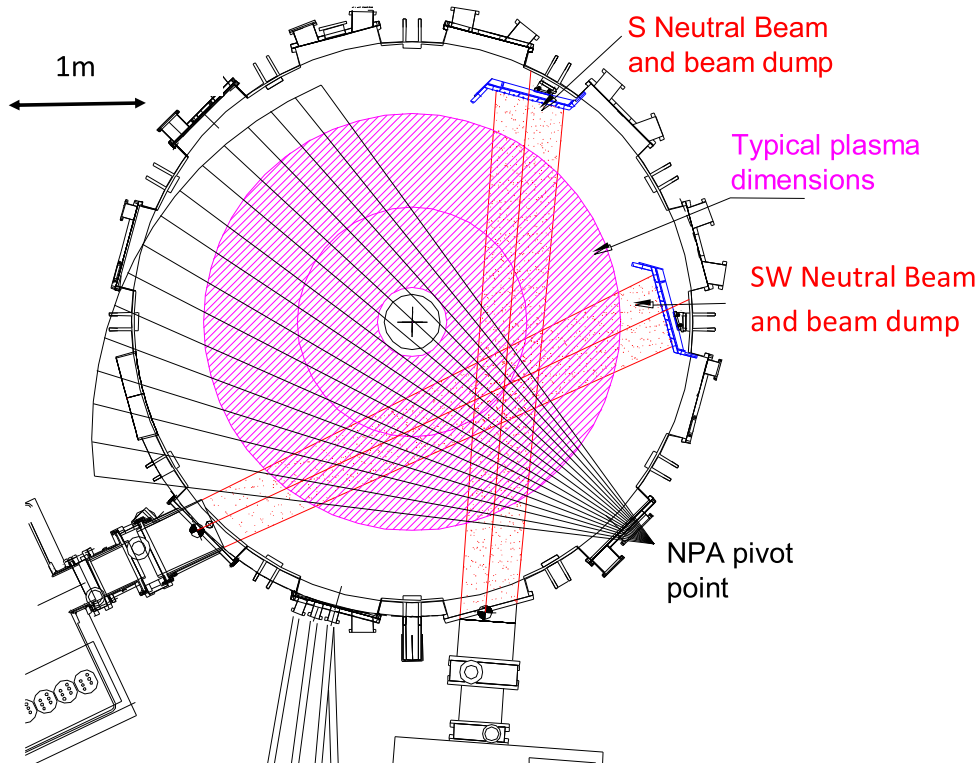 S Neutral Beam
and beam dump
1m
Typical plasma
dimensions
SW Neutral Beam
and beam dump
NPA pivot
point